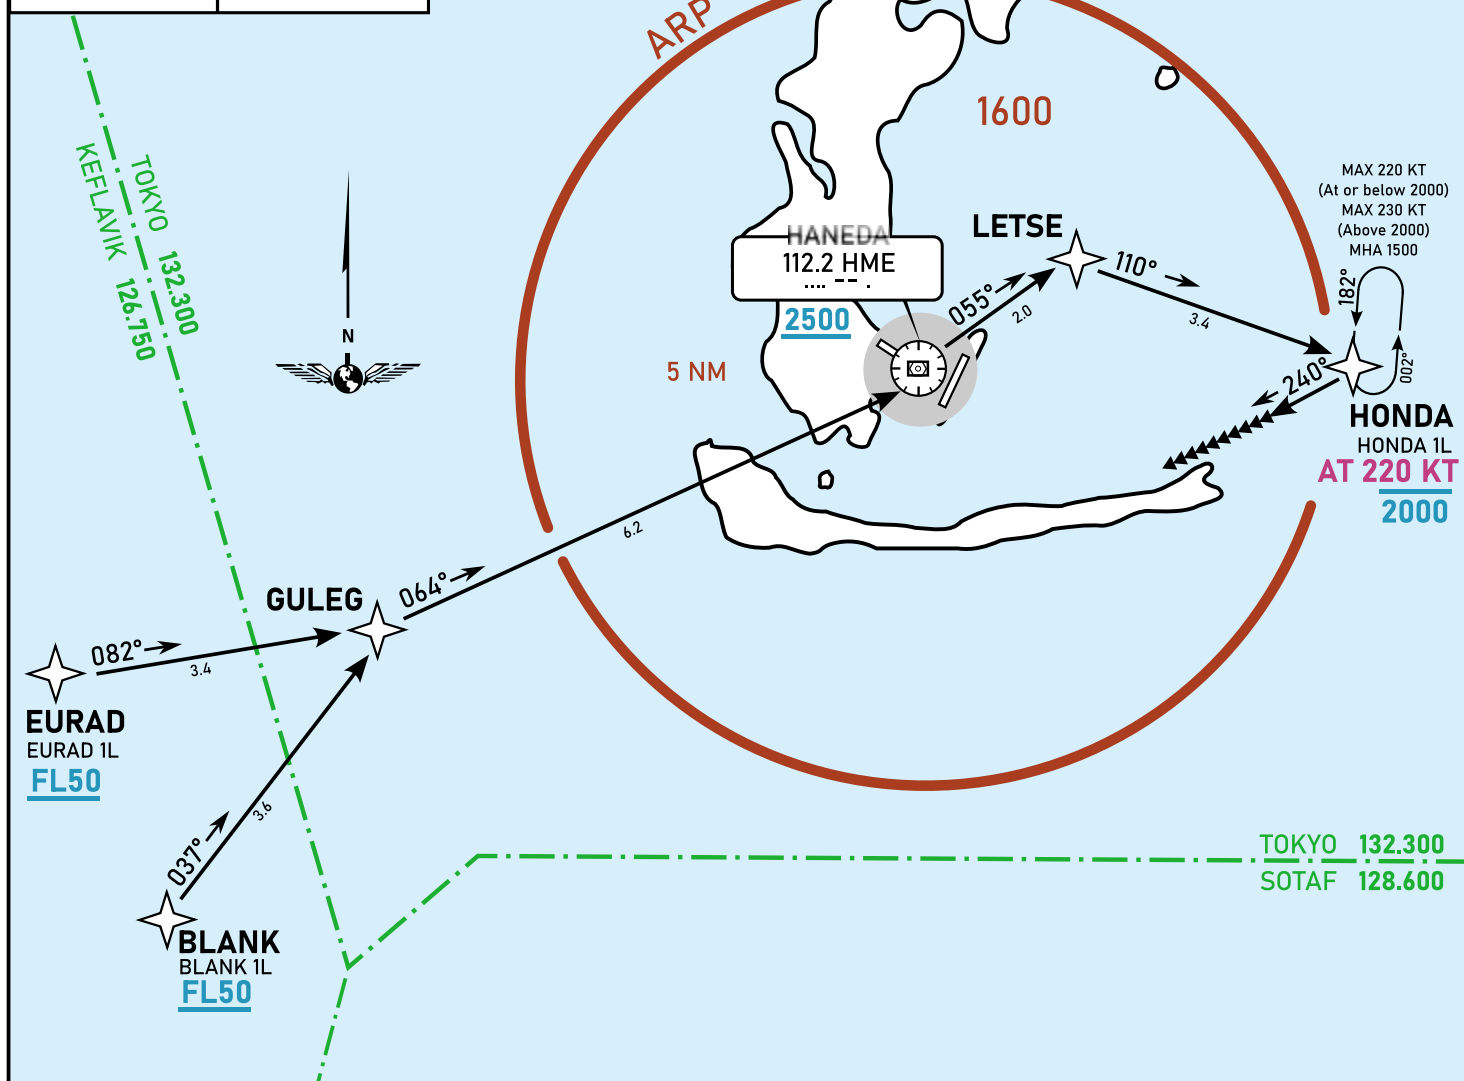 ARP
1600
TOKYO 132.300
KEFLAVIK 126.750
MAX 220 KT
(At or below 2000)
MAX 230 KT
(Above 2000)
MHA 1500
HANEDA
112.2 HME
2500
LETSE
055°
2.0
110°
3.4
182°
002°
N
5 NM
240°
HONDA
HONDA 1L
AT 220 KT
2000
GULEG
064°
6.2
082°
3.4
EURAD
EURAD 1L
FL50
037°
3.6
BLANK
BLANK 1L
FL50
TOKYO 132.300
SOTAF 128.600